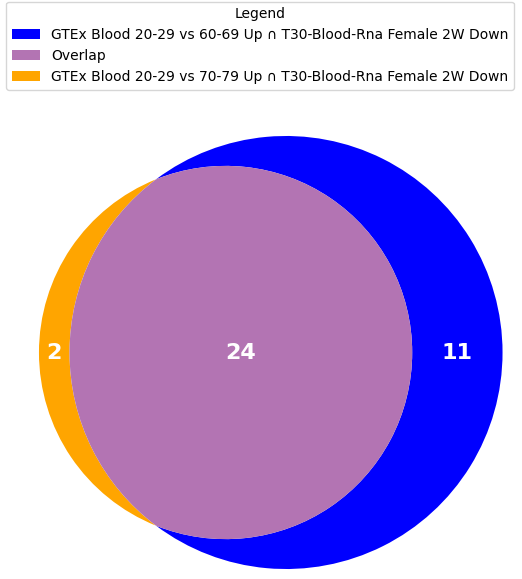 Legend
GTEx Blood 20-29 vs 60-69 Up ∩ T30-Blood-Rna Female 2W Down
Overlap
GTEx Blood 20-29 vs 70-79 Up ∩ T30-Blood-Rna Female 2W Down
2
24
11